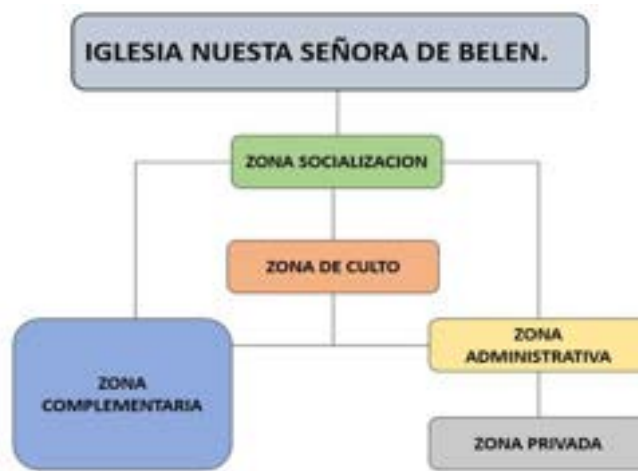 IGLESIA NUESTA SEÑORA DE BELEN.
ZONA SOCIALIZACION
ZONA DE CULTO
ZONA
COMPLEMENTARIA
ZONA
ADMINISTRATIVA
ZONA PRIVADA